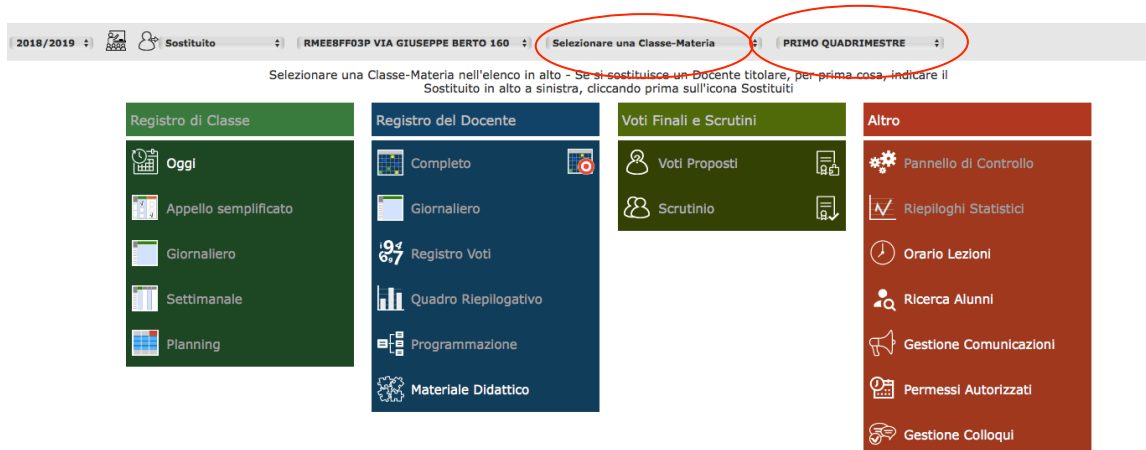 2018/2019 Sostituito RMEE8FF03P VIA GIUSEPPE BERTO 160 Selezionare una Classe-Materia PRIMO QUADRIMESTRE
Selezionare una Classe-Materia nell'elenco in alto - Se si sostituisce un Docente titolare, per prima cosa, indicare il
Sostituito in alto a sinistra, cliccando prima sull'icona Sostituiti
Registro di Classe
Oggi
Appello semplificato
Giornaliero
Settimanale
Planning
Registro del Docente
Completo
Giornaliero
Registro Voti
Quadro Riepilogativo
Programmazione
Materiale Didattico
Voti Finali e Scrutini
Voti Proposti
Scrutinio
Altro
Pannello di Controllo
Riepiloghi Statistici
Orario Lezioni
Ricerca Alunni
Gestione Comunicazioni
Permessi Autorizzati
Gestione Colloqui